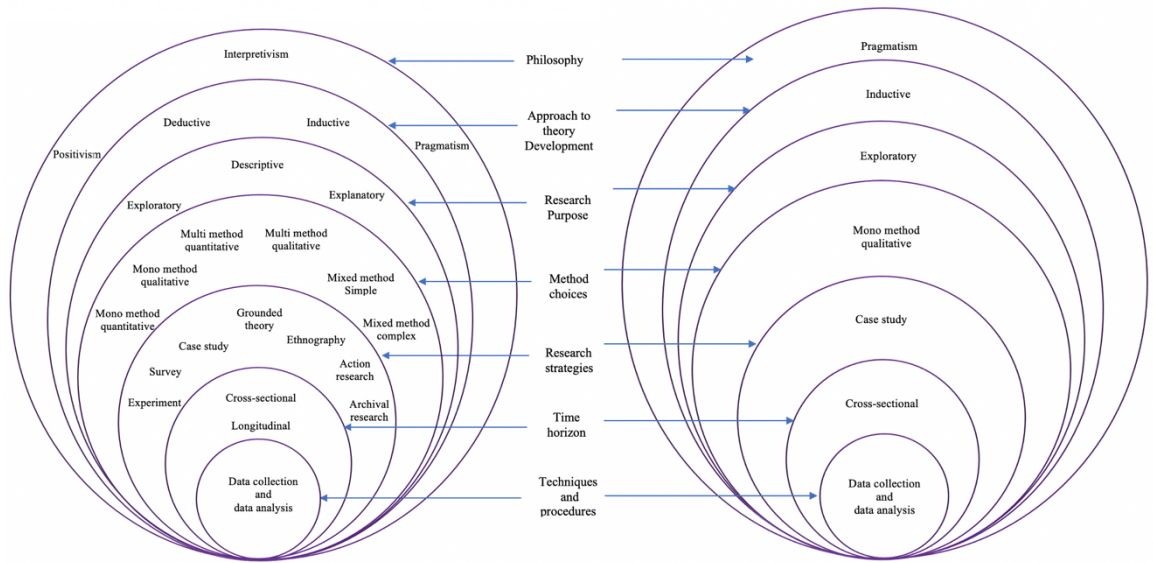 Interpretivism
Deductive
Inductive
Positivism
Pragmatism
Descriptive
Exploratory
Explanatory
Multi method
quantitative
Multi method
qualitative
Mono method
qualitative
Mixed method
Simple
Mono method
quantitative
Mixed method
complex
Grounded
theory
Case study
Ethnography
Survey
Action
research
Experiment
Archival
research
Cross-sectional
Longitudinal
Data collection
and
data analysis
Philosophy
Approach to
theory
Development
Research
Purpose
Method
choices
Research
strategies
Time
horizon
Techniques
and
procedures
Pragmatism
Inductive
Exploratory
Mono method
qualitative
Case study
Cross-sectional
Data collection
and
data analysis